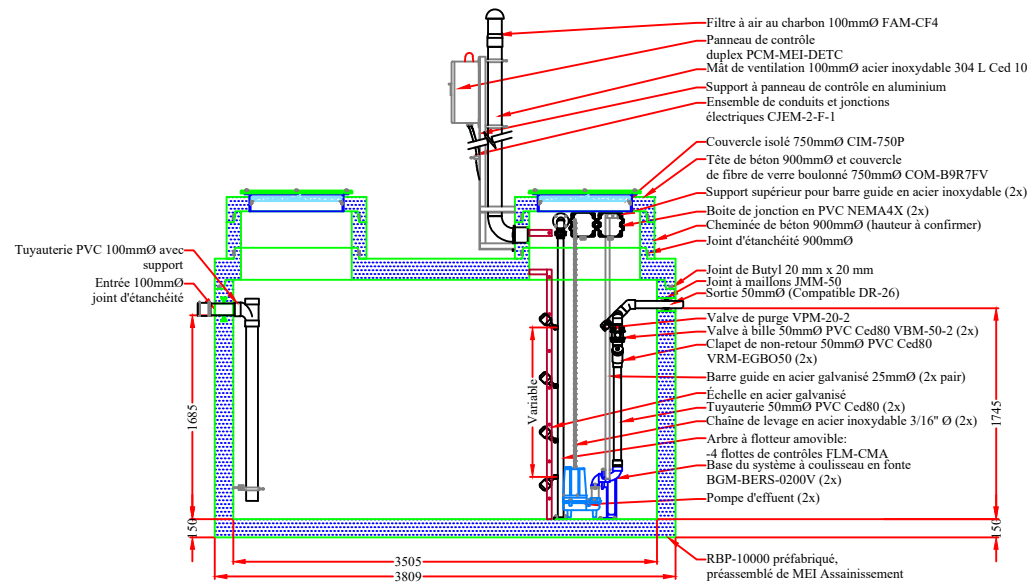 Filtre à air au charbon 100mmØ FAM-CF4
Panneau de contrôle
duplex PCM-MEI-DETC
Mât de ventilation 100mmØ acier inoxydable 304 L Ced 10
Support à panneau de contrôle en aluminium
Ensemble de conduits et jonctions
électriques CJEM-2-F-1
Couvercle isolé 750mmØ CIM-750P
Tête de béton 900mmØ et couvercle
de fibre de verre boulonné 750mmØ COM-B9R7FV
Support supérieur pour barre guide en acier inoxydable (2x)
Boite de jonction en PVC NEMA4X (2x)
Cheminée de béton 900mmØ (hauteur à confirmer)
Joint d'étanchéité 900mmØ
Tuyauterie PVC 100mmØ avec
support
Entrée 100mmØ
joint d'étanchéité
Joint de Butyl 20 mm x 20 mm
Joint à maillons JMM-50
Sortie 50mmØ (Compatible DR-26)
Valve de purge VPM-20-2
Valve à bille 50mmØ PVC Ced80 VBM-50-2 (2x)
Clapet de non-retour 50mmØ PVC Ced80
VRM-EGBO50 (2x)
Barre guide en acier galvanisé 25mmØ (2x pair)
Échelle en acier galvanisé
Tuyauterie 50mmØ PVC Ced80 (2x)
Chaîne de levage en acier inoxydable 3/16" Ø (2x)
Arbre à flotteur amovible:
-4 flottes de contrôles FLM-CMA
Base du système à coulisseau en fonte
BGM-BERS-0200V (2x)
Pompe d'effluent (2x)
RBP-10000 préfabriqué,
préassemblé de MEI Assainissement
1685
150
Variable
1745
150
3505
3809